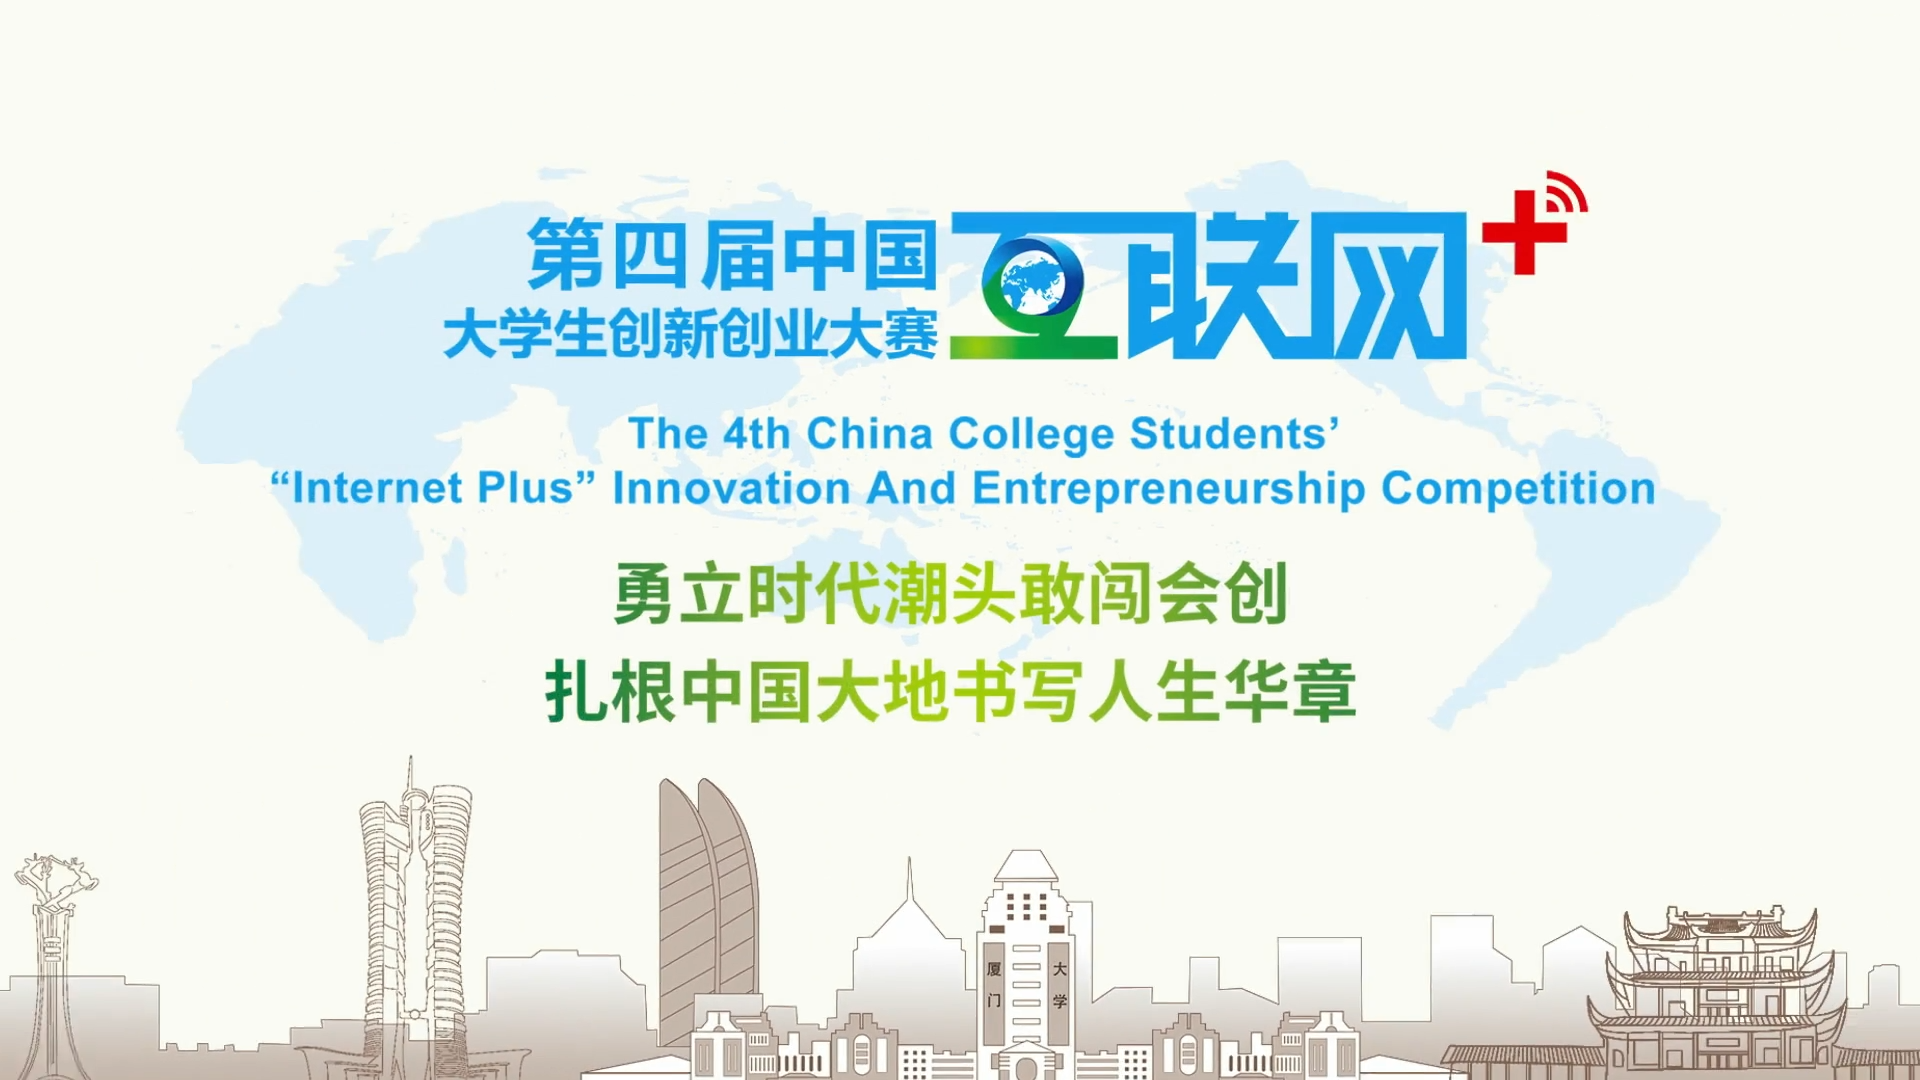 第四届中国
大学生创新创业大赛
互联网+
The 4th China College Students’
“Internet Plus” Innovation And Entrepreneurship Competition
勇立时代潮头敢闯会创
扎根中国大地书写人生华章
厦门
大学